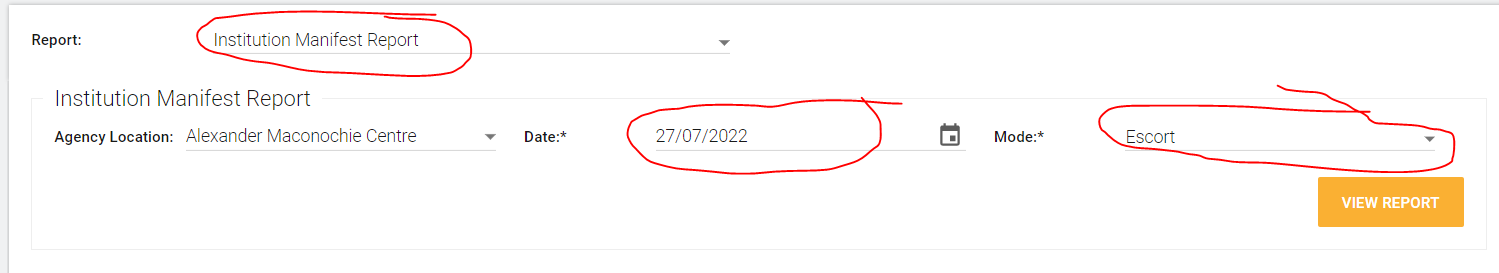 Report: Institution Manifest Report
Institution Manifest Report
Agency Location: Alexander Maconochie Centre Date:* 27/07/2022 Mode:* Escort
VIEW REPORT